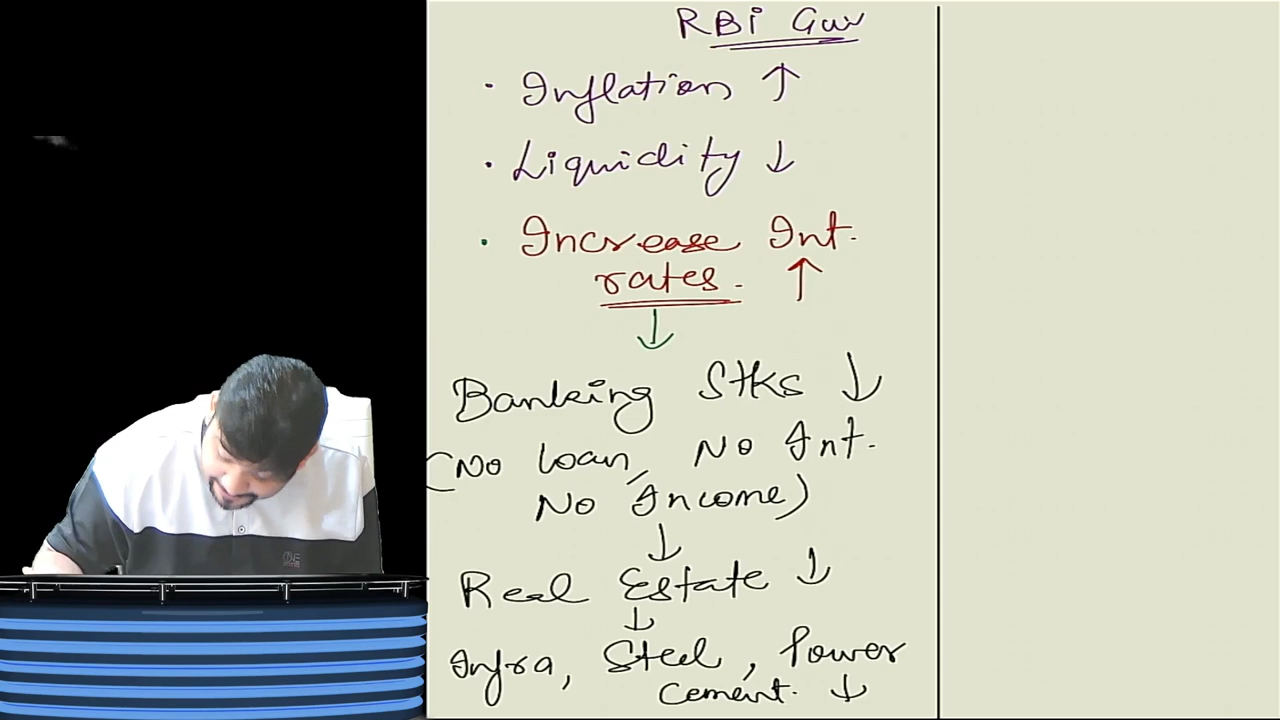 RBI Guv
· Inflation ↑
· Liquidity ↓
· Increase Int.
rates. ↑
↓
Banking Stks ↓
(No loan, No Int.
No Income)
↓
Real Estate ↓
↓
Infra, Steel, Power
cement. ↓